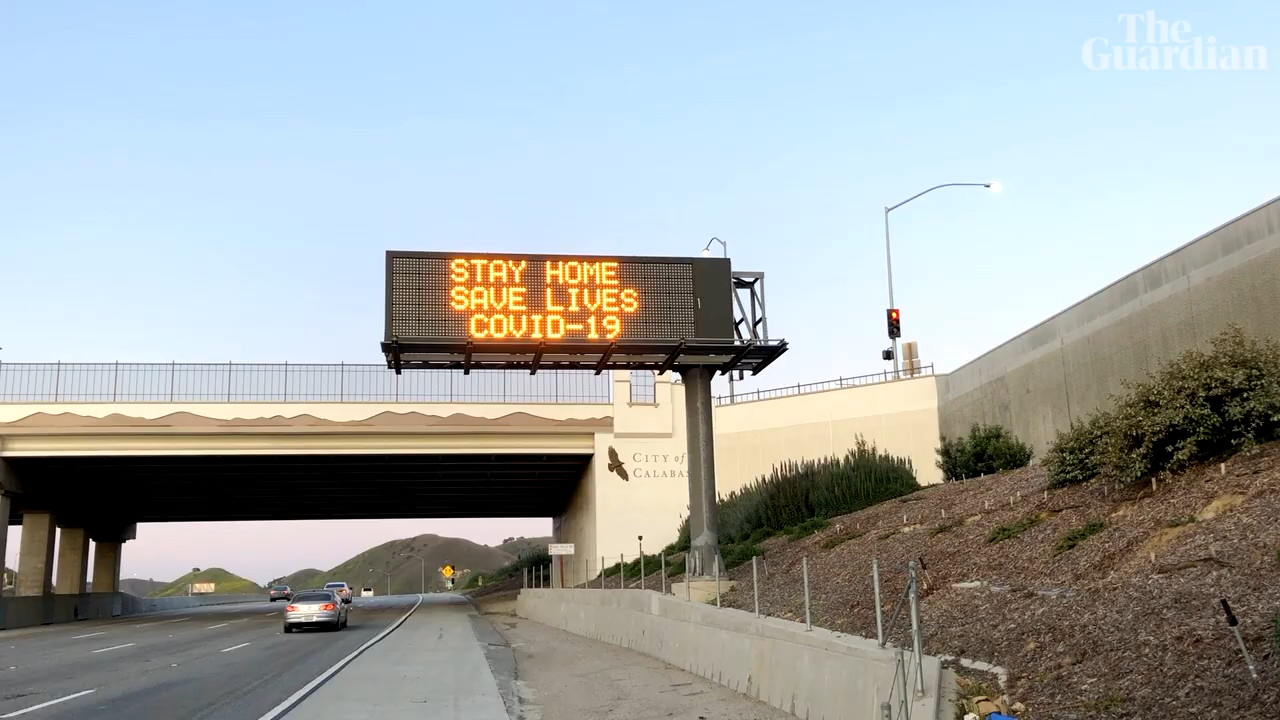 The
Guardian
STAY HOME
SAVE LIVES
COVID-19
CITY of
CALABAS